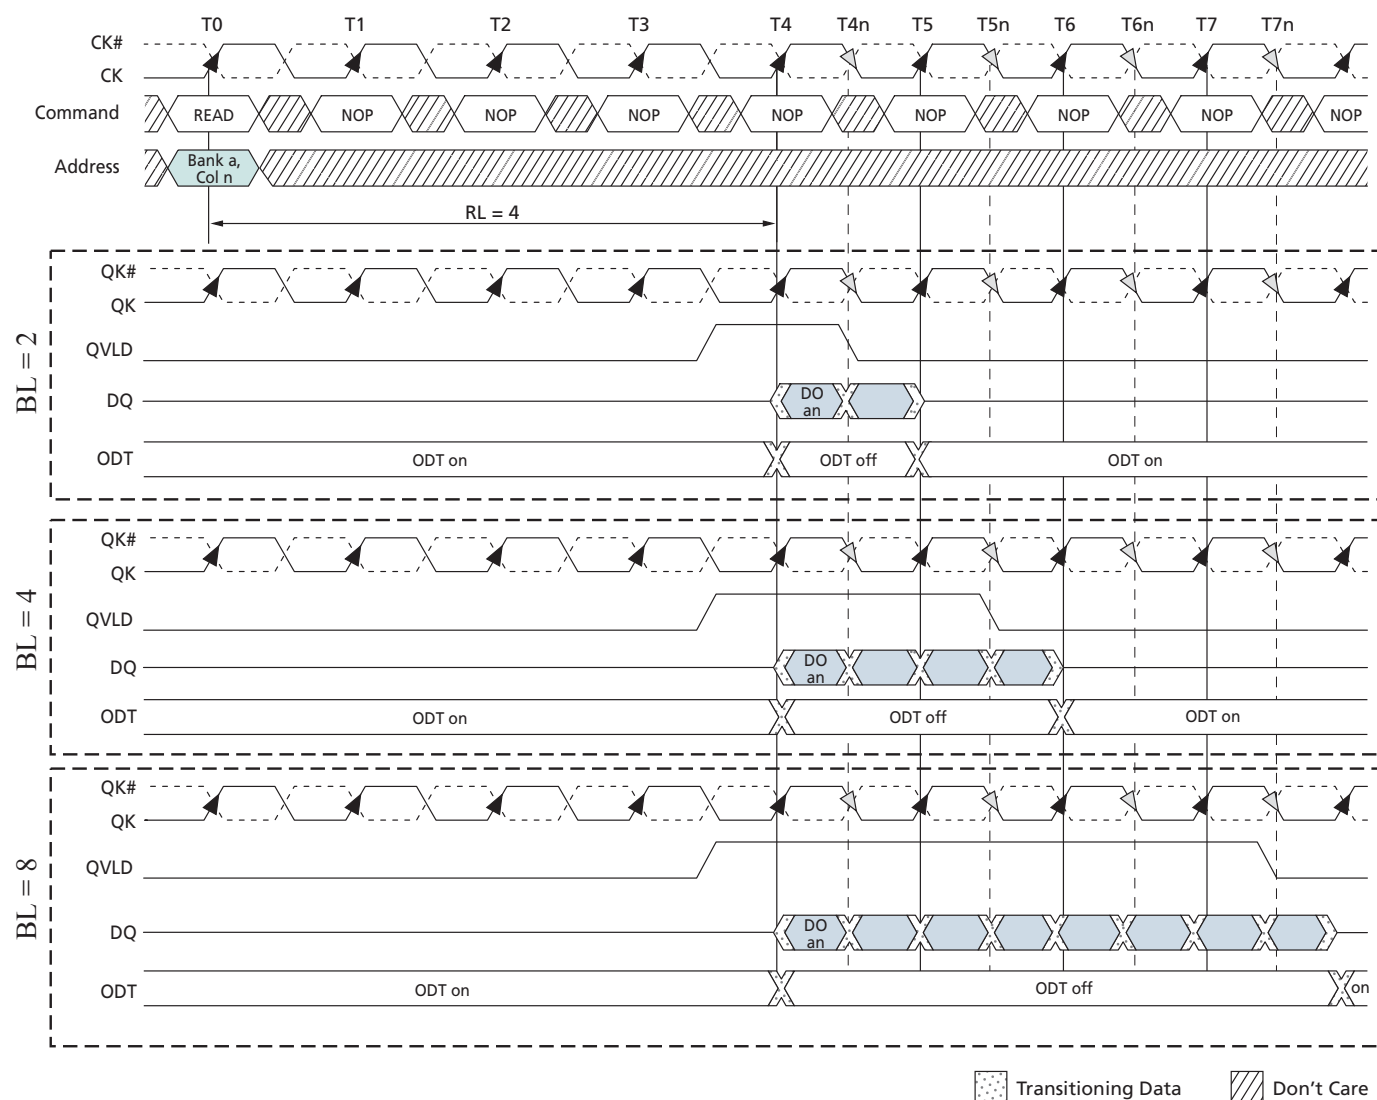 T0 T1 T2 T3 T4 T4n T5 T5n T6 T6n T7 T7n
CK#
CK
Command READ NOP NOP NOP NOP NOP NOP NOP NOP
Address Bank a,
Col n
RL = 4
BL = 2
QK#
QK
QVLD
DQ DO
an
ODT ODT on ODT off ODT on
BL = 4
QK#
QK
QVLD
DQ DO
an
ODT ODT on ODT off ODT on
BL = 8
QK#
QK
QVLD
DQ DO
an
ODT ODT on ODT off on
Transitioning Data Don't Care